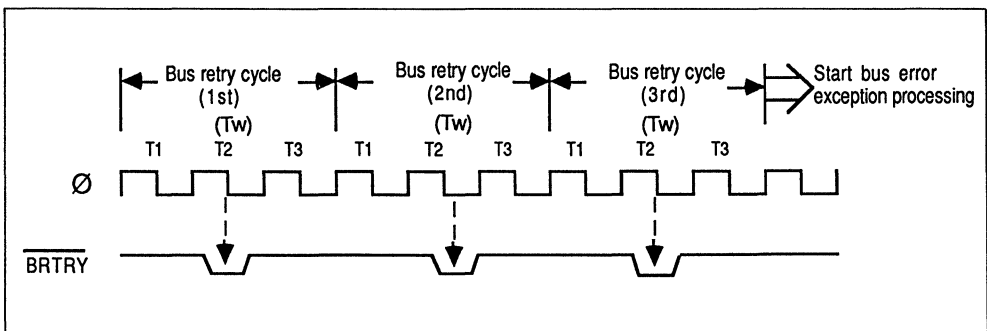 Bus retry cycle
(1st)
(Tw)
Bus retry cycle
(2nd)
(Tw)
Bus retry cycle
(3rd)
(Tw)
Start bus error
exception processing
T1 T2 T3 T1 T2 T3 T1 T2 T3
Ø
BRTRY